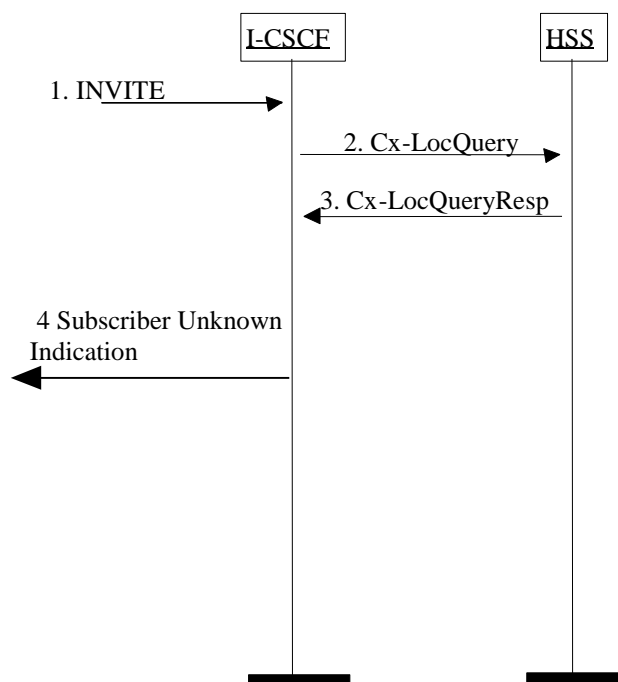 I-CSCF
HSS
1. INVITE
2. Cx-LocQuery
3. Cx-LocQueryResp
4 Subscriber Unknown
Indication